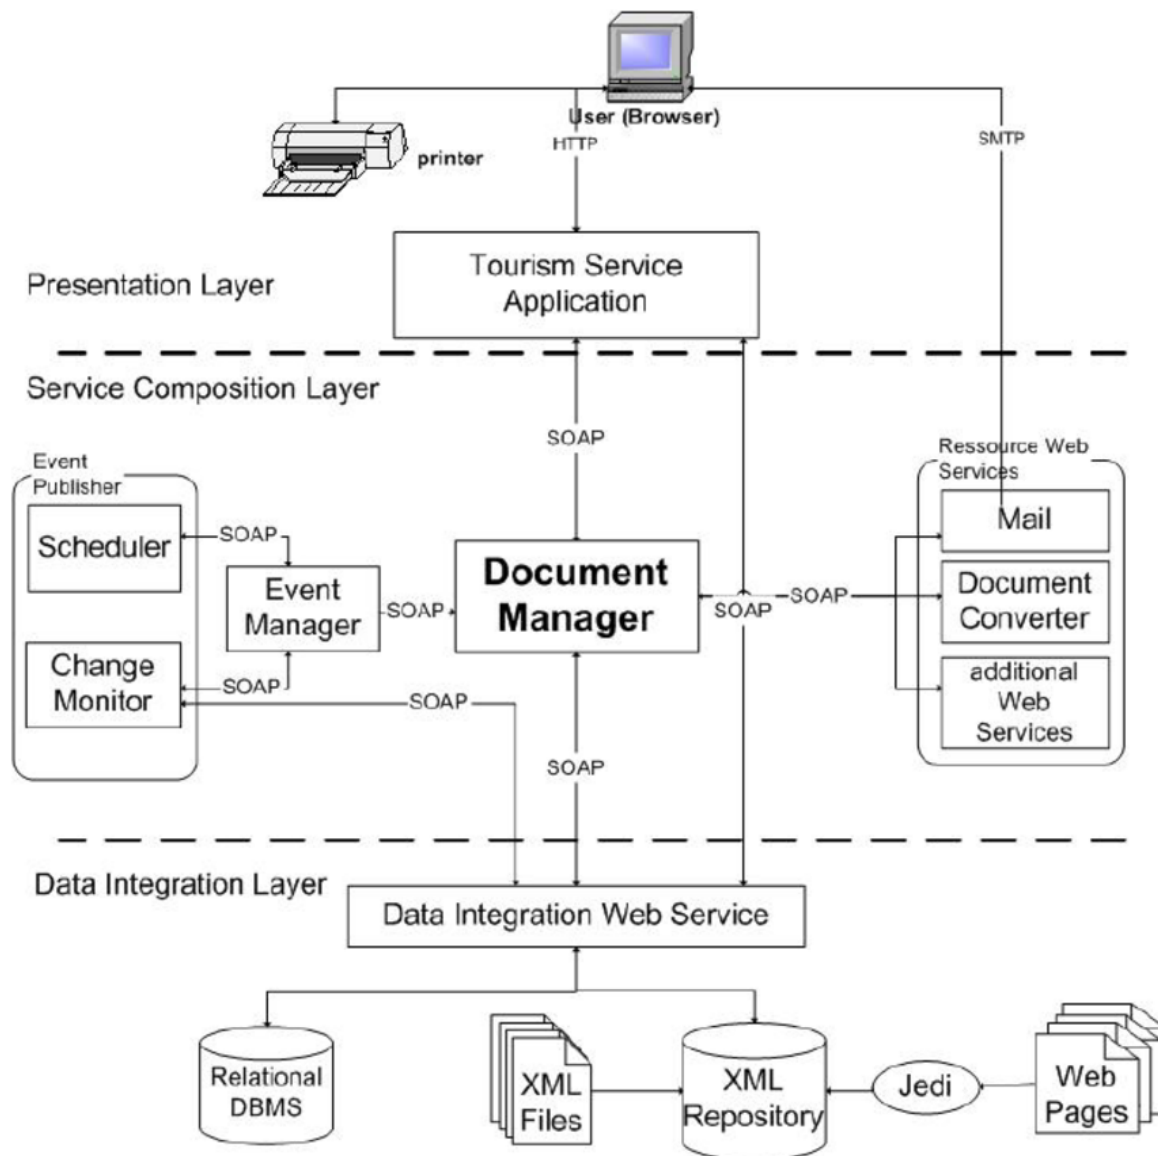 User (Browser)
HTTP
SMTP
printer
Tourism Service
Application
Presentation Layer
Service Composition Layer
SOAP
Event
Publisher
Ressource Web
Services
Scheduler
SOAP
Mail
Event
Manager
SOAP
Document
Manager
SOAP
SOAP
Document
Converter
Change
Monitor
SOAP
SOAP
additional
Web
Services
SOAP
Data Integration Layer
Data Integration Web Service
Relational
DBMS
XML
Files
XML
Repository
Jedi
Web
Pages